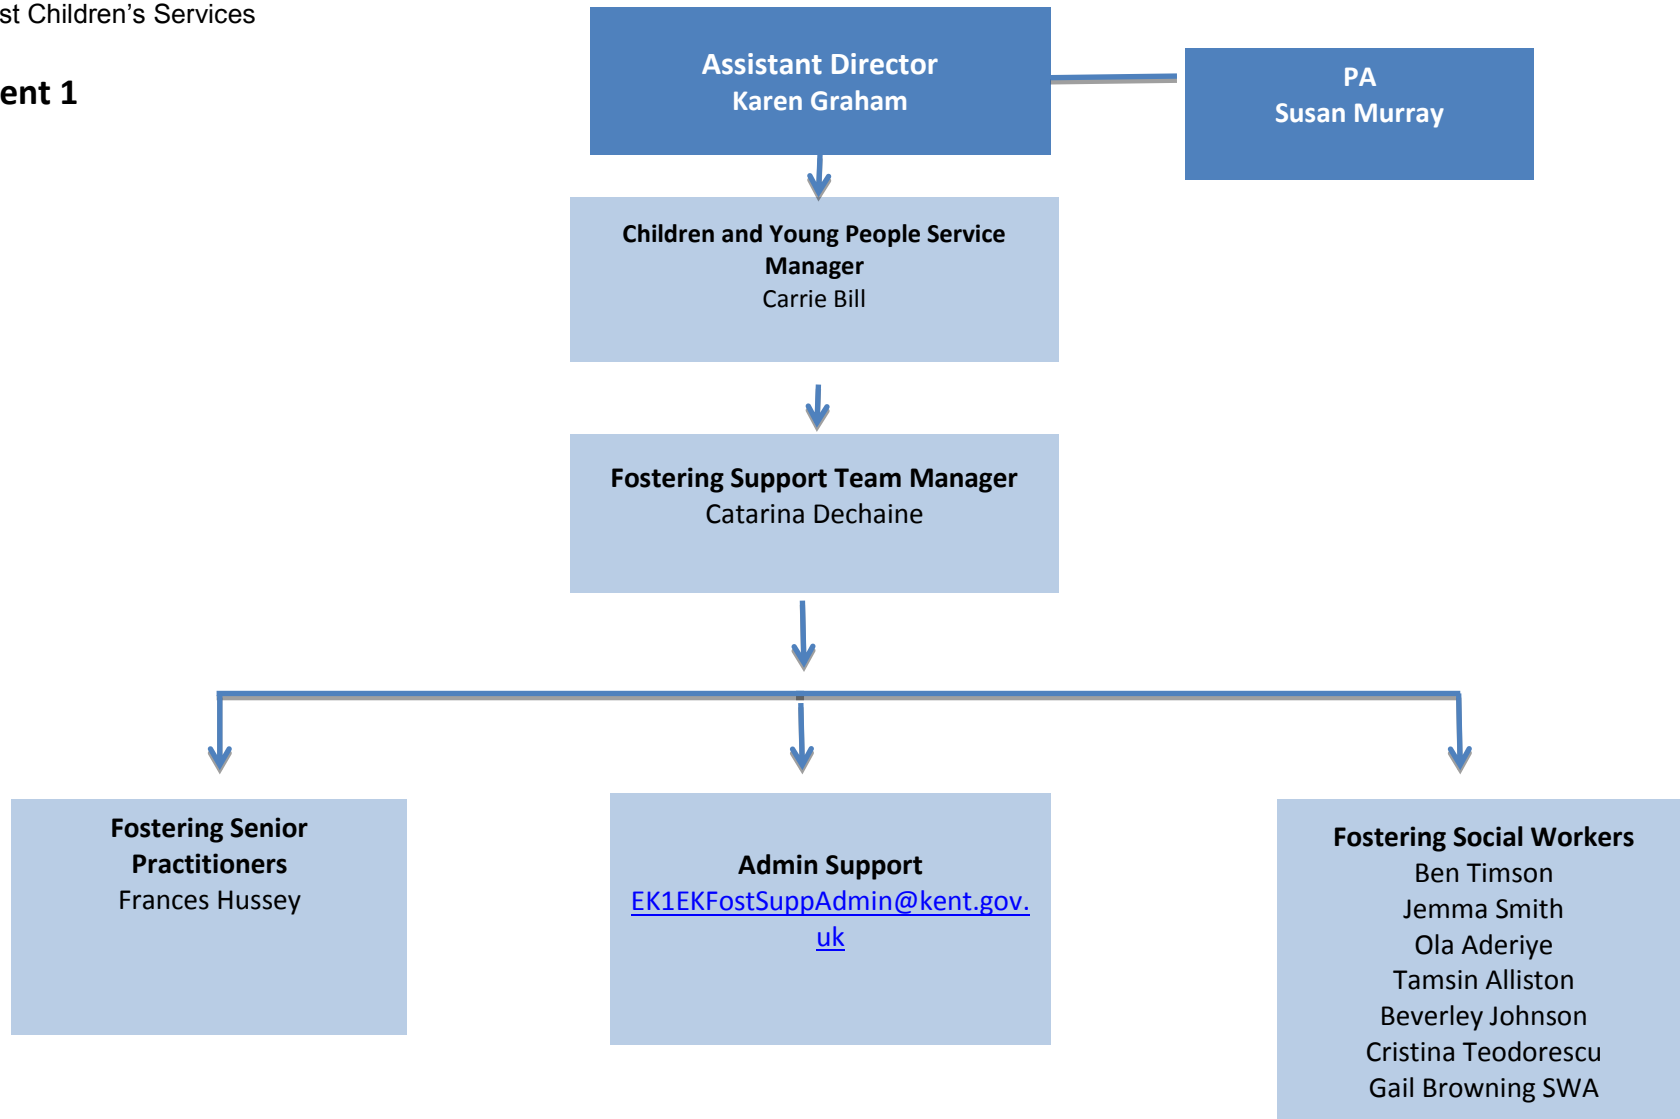 st Children's Services
ent 1
Assistant Director
Karen Graham
PA
Susan Murray
Children and Young People Service
Manager
Carrie Bill
Fostering Support Team Manager
Catarina Dechaine
Fostering Senior
Practitioners
Frances Hussey
Admin Support
EK1EKFostSuppAdmin@kent.gov.
uk
Fostering Social Workers
Ben Timson
Jemma Smith
Ola Aderiye
Tamsin Alliston
Beverley Johnson
Cristina Teodorescu
Gail Browning SWA